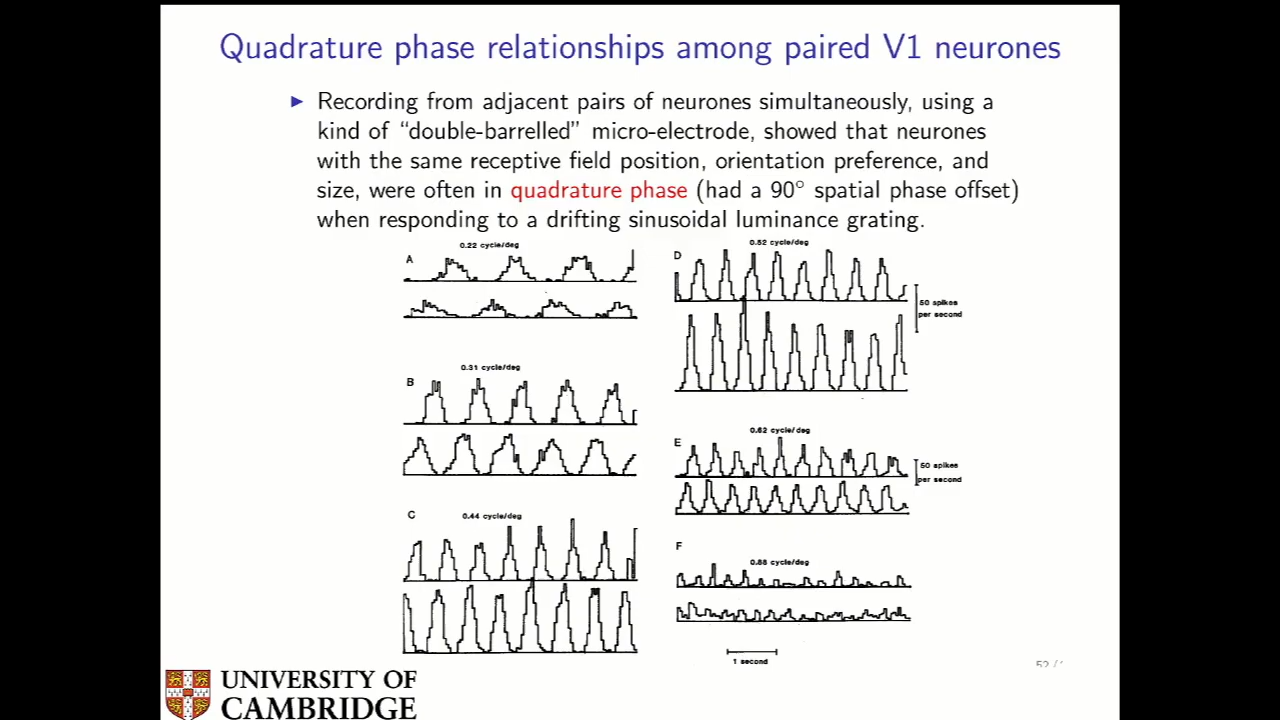 Quadrature phase relationships among paired V1 neurones
Recording from adjacent pairs of neurones simultaneously, using a
kind of “double-barrelled” micro-electrode, showed that neurones
with the same receptive field position, orientation preference, and
size, were often in quadrature phase (had a 90° spatial phase offset)
when responding to a drifting sinusoidal luminance grating.
A
0.22 cycle/deg
B
0.31 cycle/deg
C
0.44 cycle/deg
D
0.52 cycle/deg
50 spikes
per second
E
0.62 cycle/deg
50 spikes
per second
F
0.88 cycle/deg
1 second
UNIVERSITY OF
CAMBRIDGE